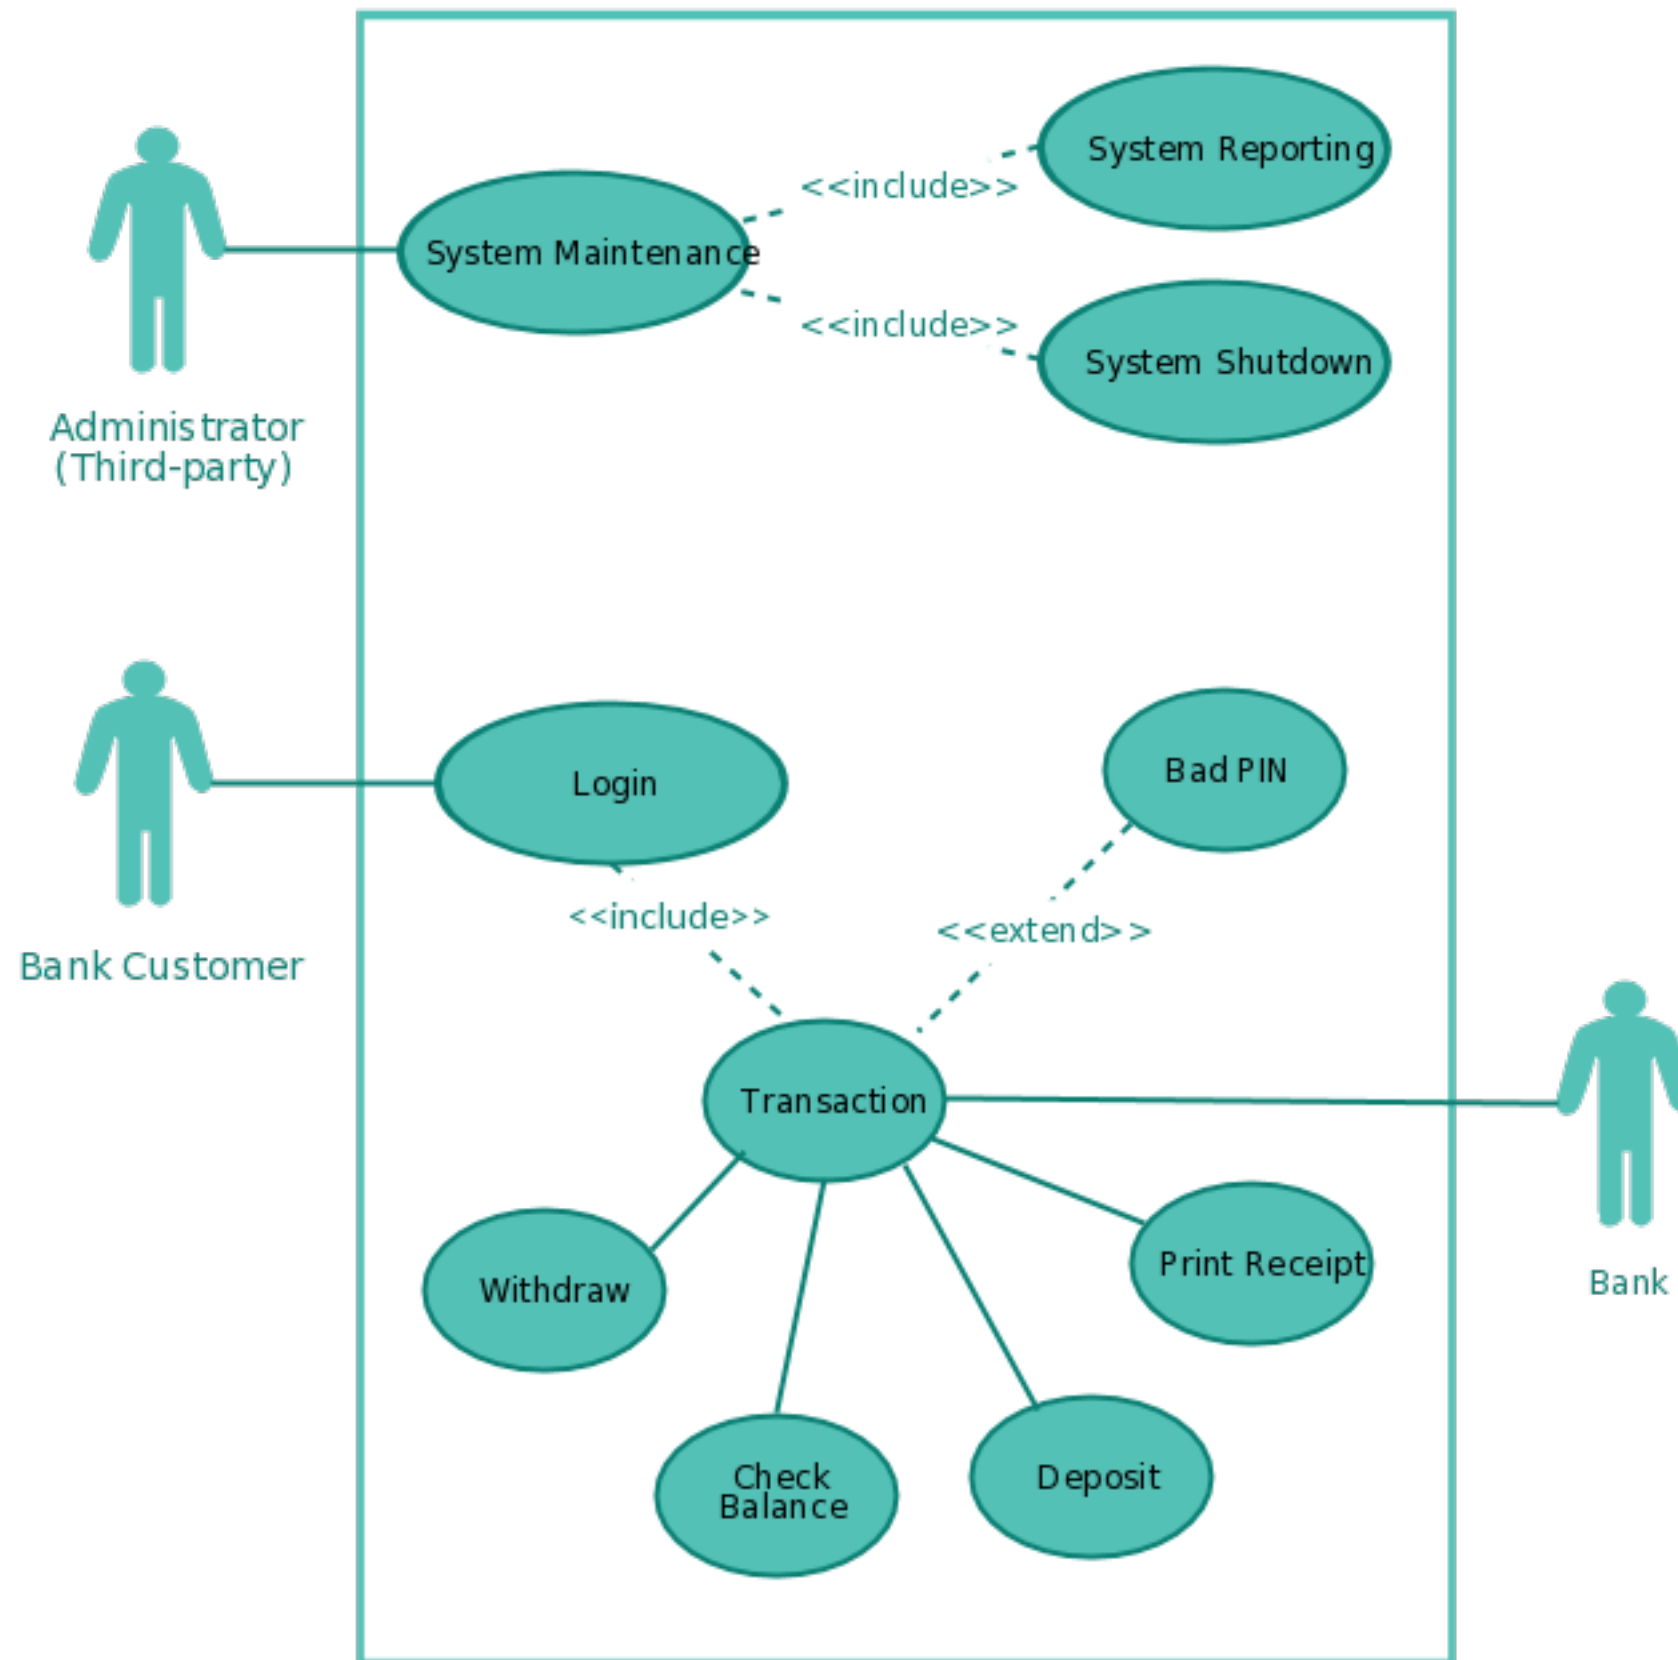 System Reporting
<<include>>
System Maintenance
<<include>>
System Shutdown
Administrator
(Third-party)
Login
Bad PIN
<<include>>
<<extend>>
Bank Customer
Transaction
Print Receipt
Withdraw
Bank
Check
Balance
Deposit